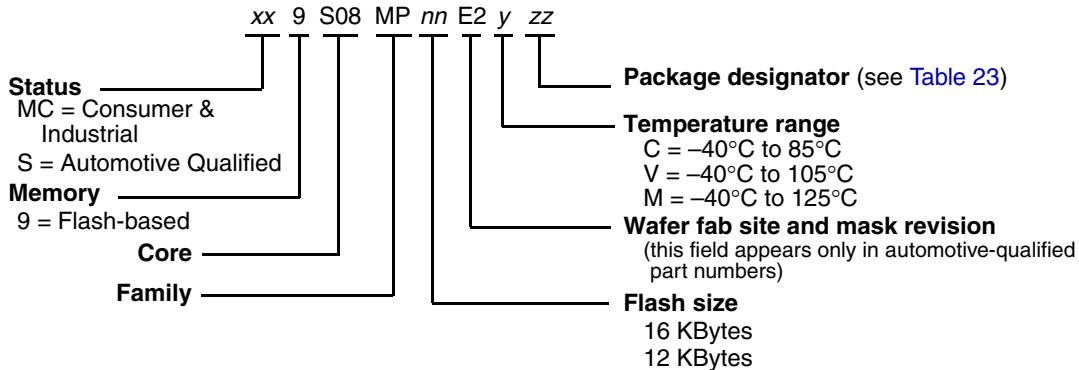 xx 9 S08 MP nn E2 y zz
Status
MC = Consumer &
Industrial
S = Automotive Qualified
Memory
9 = Flash-based
Core
Family
Package designator (see Table 23)
Temperature range
C = –40°C to 85°C
V = –40°C to 105°C
M = –40°C to 125°C
Wafer fab site and mask revision
(this field appears only in automotive-qualified
part numbers)
Flash size
16 KBytes
12 KBytes